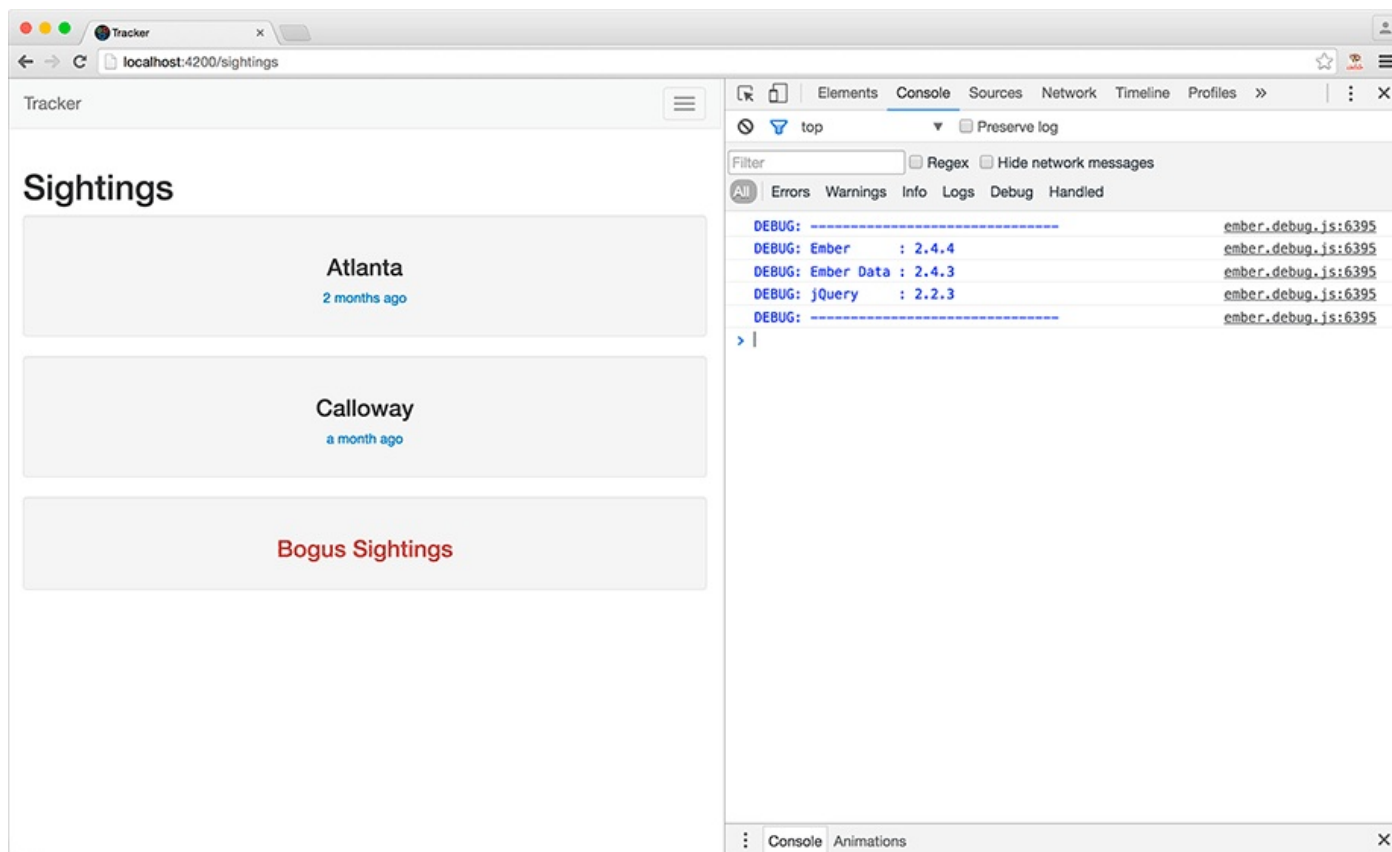 Tracker
localhost:4200/sightings
Tracker
Sightings
Atlanta
2 months ago
Calloway
a month ago
Bogus Sightings
Elements Console Sources Network Timeline Profiles »
top Preserve log
Filter Regex Hide network messages
All Errors Warnings Info Logs Debug Handled
DEBUG: ------------------------------- ember.debug.js:6395
DEBUG: Ember : 2.4.4 ember.debug.js:6395
DEBUG: Ember Data : 2.4.3 ember.debug.js:6395
DEBUG: jQuery : 2.2.3 ember.debug.js:6395
DEBUG: ------------------------------- ember.debug.js:6395
>
Console Animations